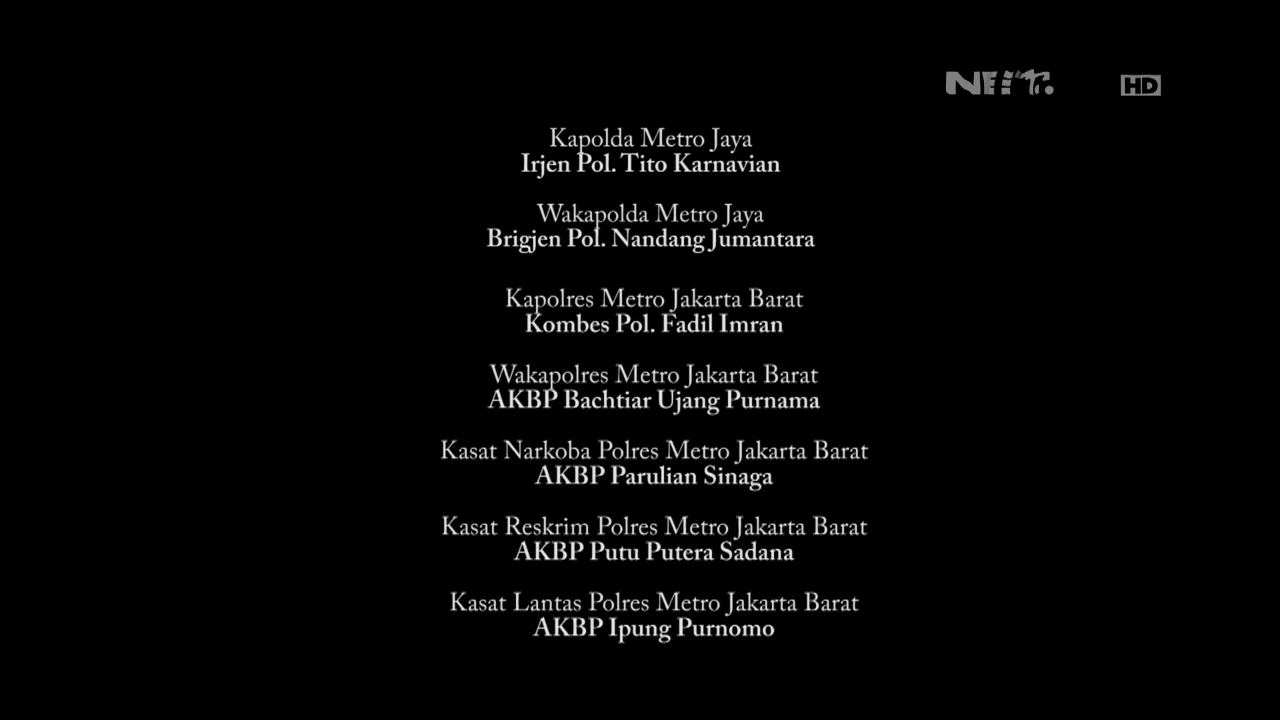 HD
Kapolda Metro Jaya
Irjen Pol. Tito Karnavian
Wakapolda Metro Jaya
Brigjen Pol. Nandang Jumantara
Kapolres Metro Jakarta Barat
Kombes Pol. Fadil Imran
Wakapolres Metro Jakarta Barat
AKBP Bachtiar Ujang Purnama
Kasat Narkoba Polres Metro Jakarta Barat
AKBP Parulian Sinaga
Kasat Reskrim Polres Metro Jakarta Barat
AKBP Putu Putera Sadana
Kasat Lantas Polres Metro Jakarta Barat
AKBP Ipung Purnomo